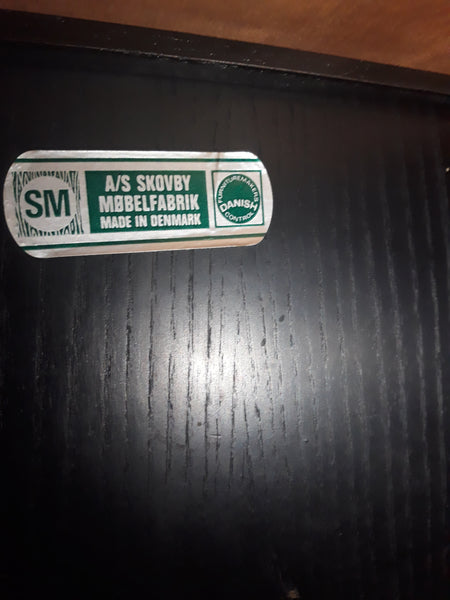 SM
A/S SKOVBY
MØBELFABRIK
MADE IN DENMARK
FURNITUREMAKERS
DANISH
CONTROL